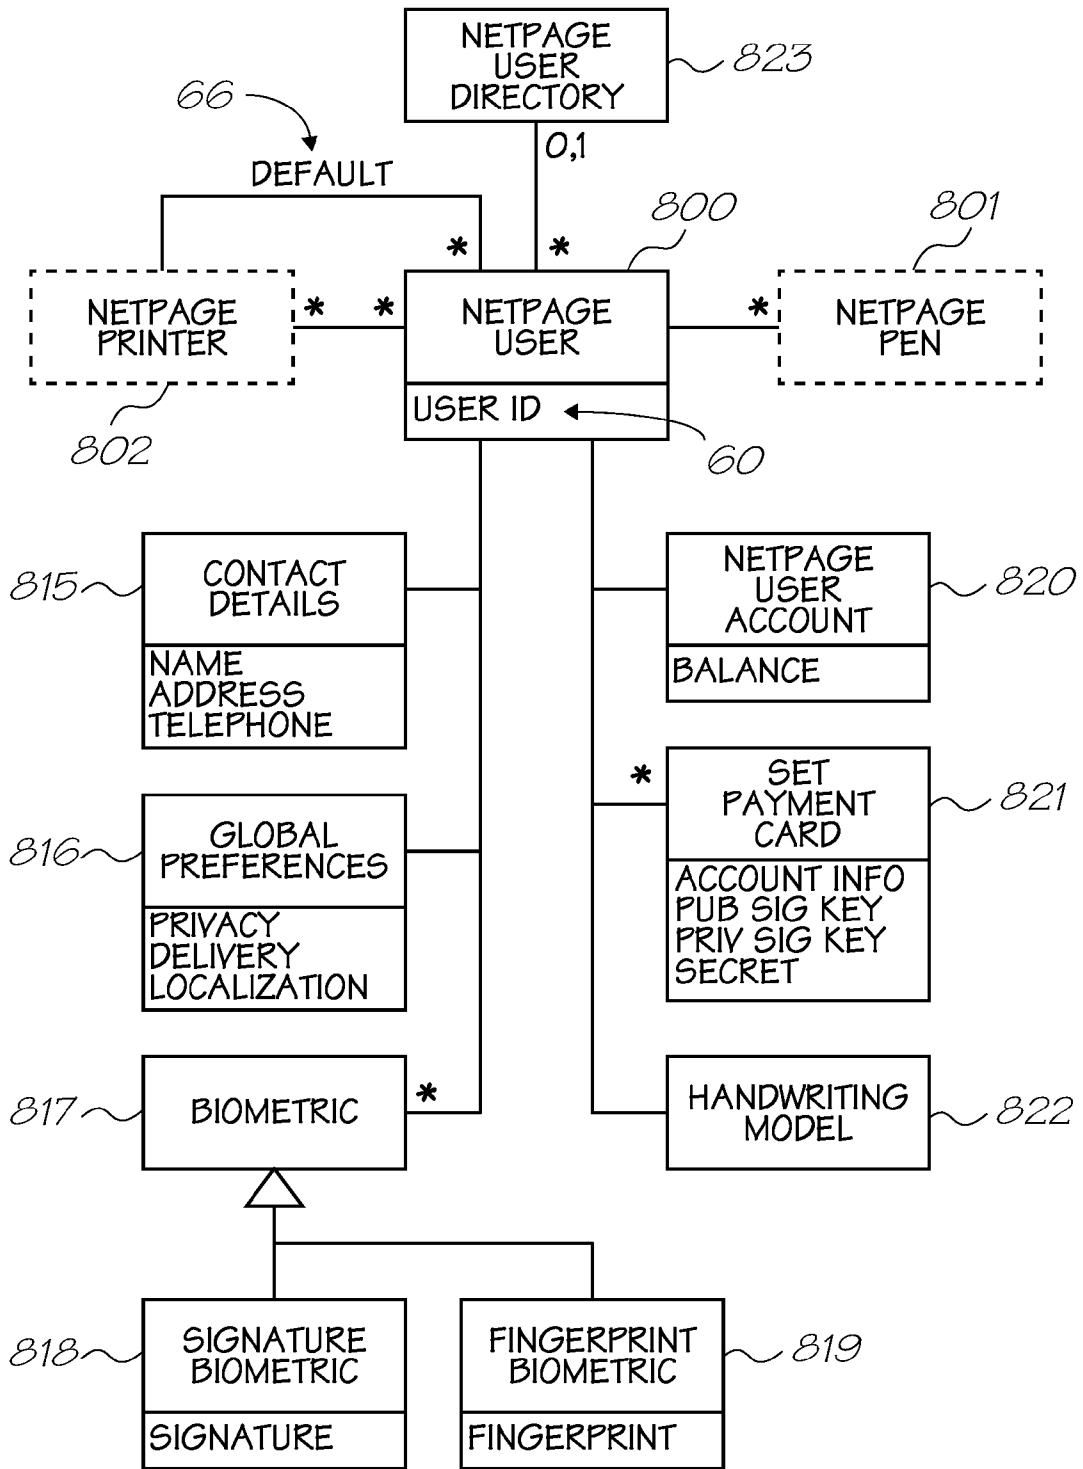 NETPAGE
USER
DIRECTORY
823
66
0,1
DEFAULT
800
801
* *
NETPAGE
PRINTER
* *
NETPAGE
USER
*
NETPAGE
PEN
802
USER ID
60
815
CONTACT
DETAILS
NAME
ADDRESS
TELEPHONE
NETPAGE
USER
ACCOUNT
820
BALANCE
816
GLOBAL
PREFERENCES
PRIVACY
DELIVERY
LOCALIZATION
*
SET
PAYMENT
CARD
821
ACCOUNT INFO
PUB SIG KEY
PRIV SIG KEY
SECRET
817
BIOMETRIC
*
HANDWRITING
MODEL
822
818
SIGNATURE
BIOMETRIC
SIGNATURE
FINGERPRINT
BIOMETRIC
819
FINGERPRINT